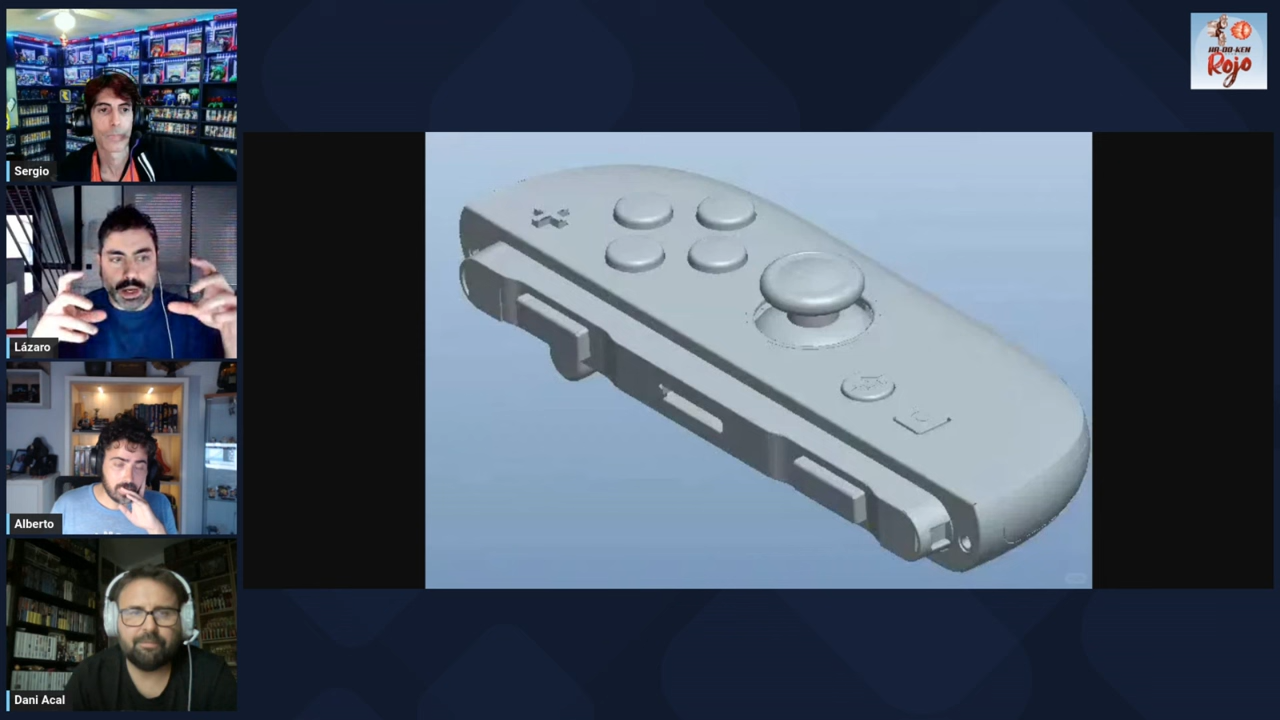 Sergio
Lázaro
Alberto
Dani Acal
HA-DO-KEN
Rojo